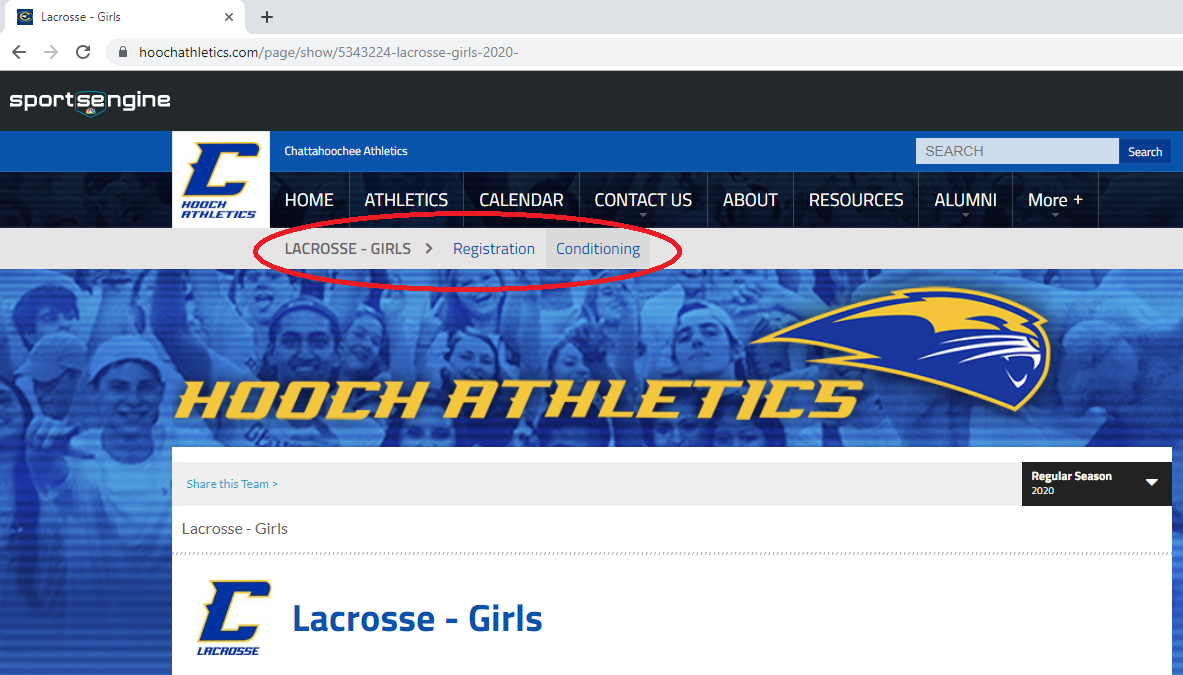 Lacrosse - Girls
hoochathletics.com/page/show/5343224-lacrosse-girls-2020-
sportsengine
Chattahoochee Athletics
SEARCH Search
C
HOOCH
ATHLETICS
HOME ATHLETICS CALENDAR CONTACT US ABOUT RESOURCES ALUMNI More +
LACROSSE - GIRLS > Registration Conditioning
HOOCH ATHLETICS
Share this Team >
Regular Season
2020
Lacrosse - Girls
C
LACROSSE
Lacrosse - Girls